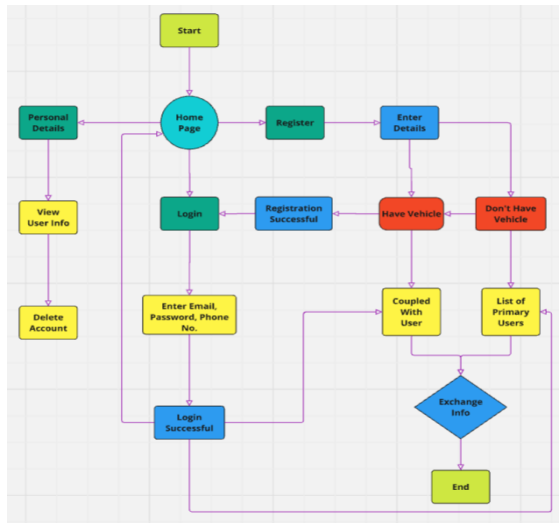 Start
Personal
Details
Home
Page
Register
Enter
Details
View
User Info
Login
Registration
Successful
Have Vehicle
Don't Have
Vehicle
Delete
Account
Enter Email,
Password, Phone
No.
Coupled
With
User
List of
Primary
Users
Login
Successful
Exchange
Info
End